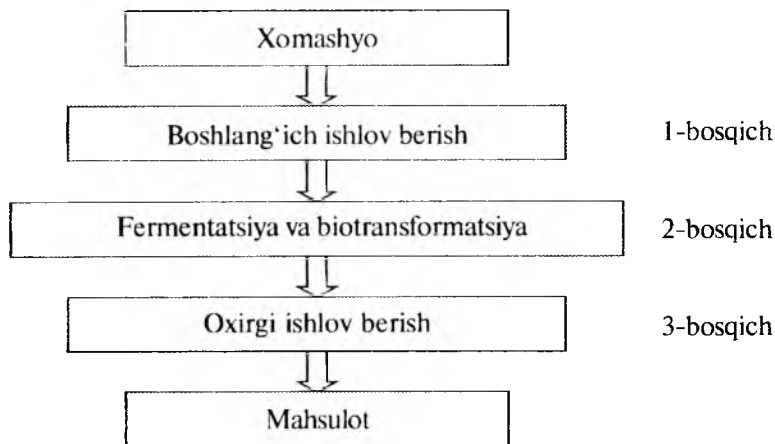 Xomashyo
Boshlang‘ich ishlov berish
1-bosqich
Fermentatsiya va biotransformatsiya
2-bosqich
Oxirgi ishlov berish
3-bosqich
Mahsulot